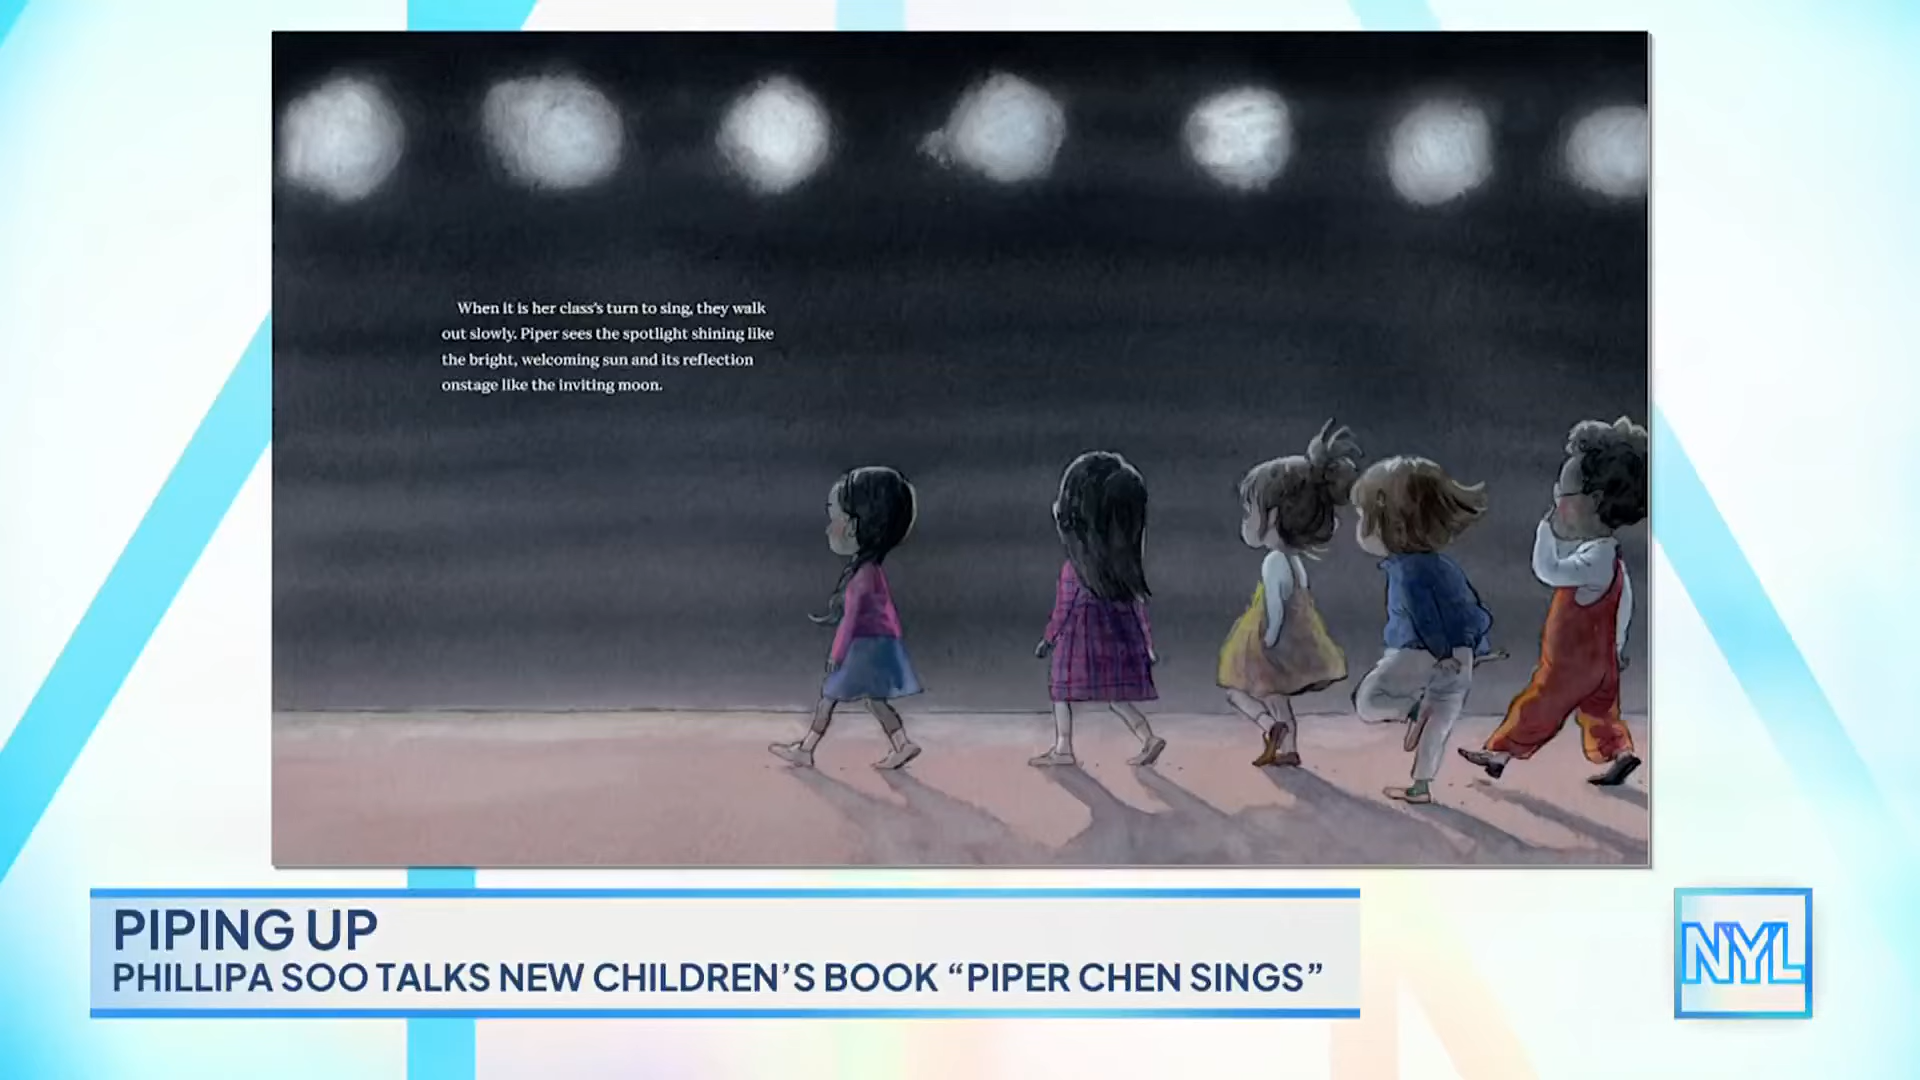 When it is her class's turn to sing, they walk
out slowly. Piper sees the spotlight shining like
the bright, welcoming sun and its reflection
onstage like the inviting moon.
PIPING UP
PHILLIPA SOO TALKS NEW CHILDREN'S BOOK “PIPER CHEN SINGS”
NYL